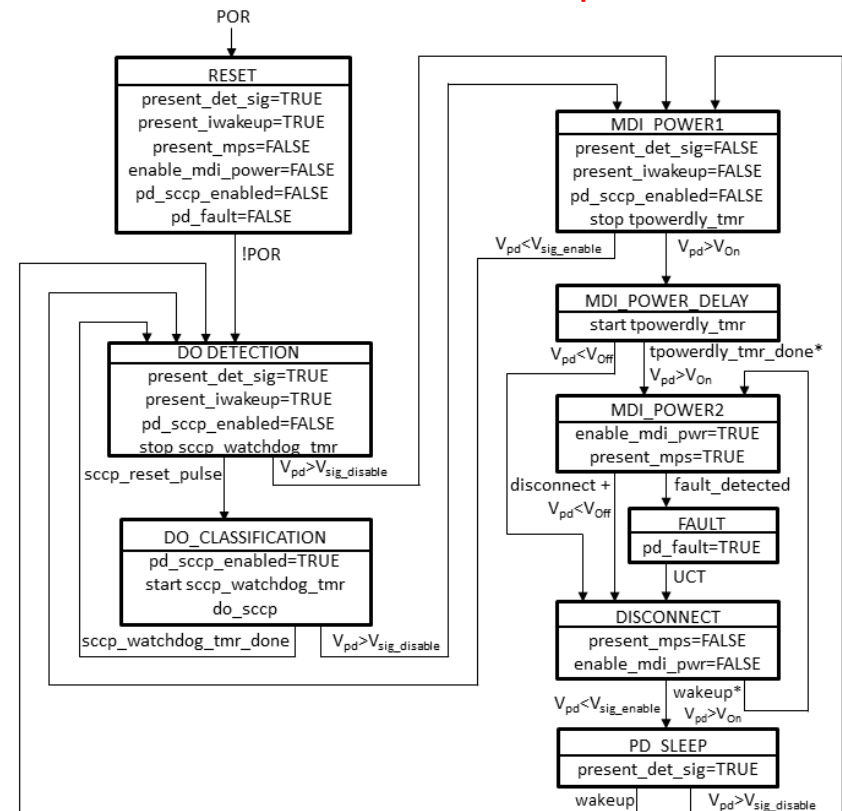 POR
RESET
present_det_sig=TRUE
present_iwakeup=TRUE
present_mps=FALSE
enable_mdi_power=FALSE
pd_sccp_enabled=FALSE
pd_fault=FALSE
!POR
DO DETECTION
present_det_sig=TRUE
present_iwakeup=TRUE
pd_sccp_enabled=FALSE
stop sccp_watchdog_tmr
sccp_reset_pulse
Vpd>Vsig_disable
DO_CLASSIFICATION
pd_sccp_enabled=TRUE
start sccp_watchdog_tmr
do_sccp
sccp_watchdog_tmr_done
Vpd>Vsig_disable
MDI_POWER1
present_det_sig=FALSE
present_iwakeup=FALSE
pd_sccp_enabled=FALSE
stop tpowerdly_tmr
Vpd<Vsig_enable
Vpd>VOn
MDI_POWER_DELAY
start tpowerdly_tmr
Vpd<VOff
tpowerdly_tmr_done*
Vpd>VOn
MDI_POWER2
enable_mdi_pwr=TRUE
present_mps=TRUE
disconnect +
Vpd<VOff
fault_detected
FAULT
pd_fault=TRUE
UCT
DISCONNECT
present_mps=FALSE
enable_mdi_pwr=FALSE
Vpd<Vsig_enable
wakeup*
Vpd>VOn
PD_SLEEP
present_det_sig=TRUE
wakeup
Vpd>Vsig_disable